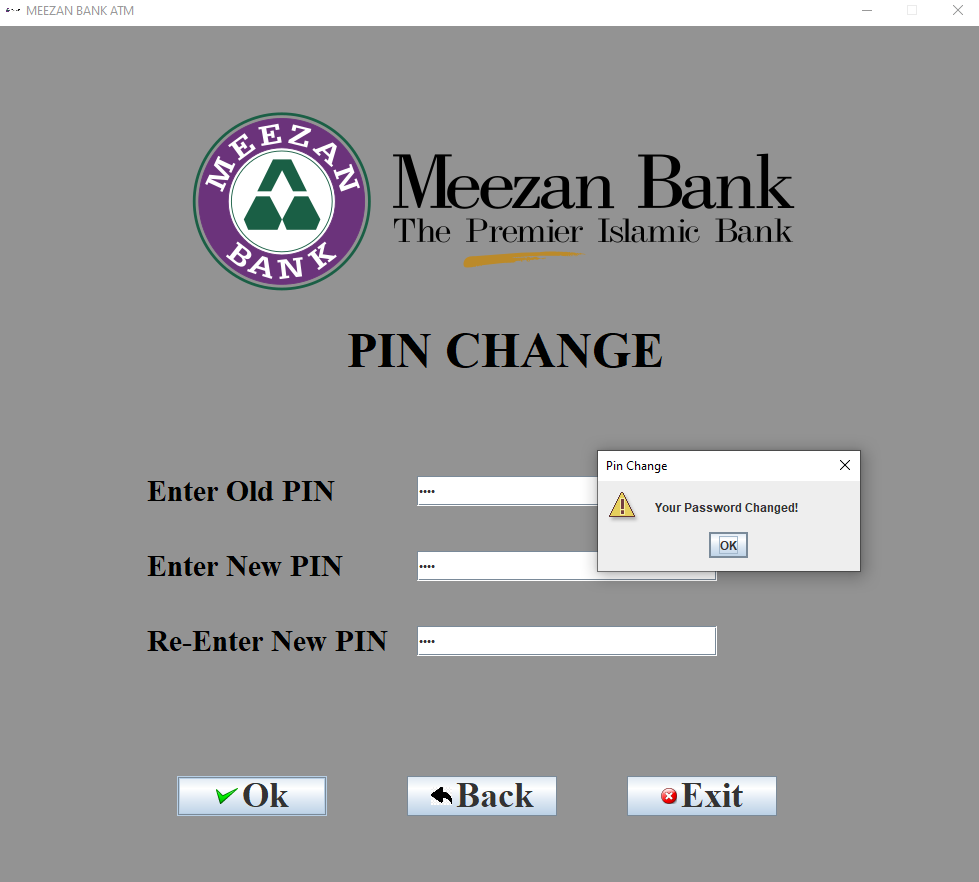 MEEZAN BANK ATM
MEEZAN
BANK
Meezan Bank
The Premier Islamic Bank
PIN CHANGE
Enter Old PIN
••••
Pin Change
Your Password Changed!
OK
Enter New PIN
••••
Re-Enter New PIN
••••
Ok
Back
Exit